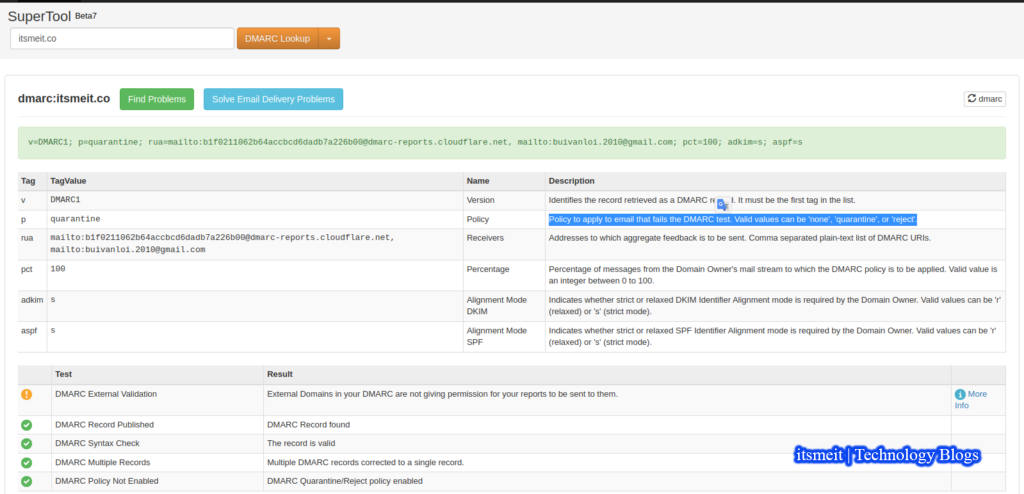 SuperTool Beta7
itsmeit.co DMARC Lookup
dmarc:itsmeit.co Find Problems Solve Email Delivery Problems dmarc
v=DMARC1; p=quarantine; rua=mailto:b1f0211062b64accbcd6dadb7a226b00@dmarc-reports.cloudflare.net, mailto:buivanloi.2010@gmail.com; pct=100; adkim=s; aspf=s
Tag TagValue Name Description
v DMARC1 Version Identifies the record retrieved as a DMARC It must be the first tag in the list.
p quarantine Policy Policy to apply to email that fails the DMARC test. Valid values can be 'none', 'quarantine', or 'reject'.
rua mailto:b1f0211062b64accbcd6dadb7a226b00@dmarc-reports.cloudflare.net, Receivers Addresses to which aggregate feedback is to be sent. Comma separated plain-text list of DMARC URIs.
mailto:buivanloi.2010@gmail.com
pct 100 Percentage Percentage of messages from the Domain Owner's mail stream to which the DMARC policy is to be applied. Valid value is
an integer between 0 to 100.
adkim s Alignment Mode Indicates whether strict or relaxed DKIM Identifier Alignment mode is required by the Domain Owner. Valid values can be 'r'
DKIM (relaxed) or 's' (strict mode).
aspf s Alignment Mode Indicates whether strict or relaxed SPF Identifier Alignment mode is required by the Domain Owner. Valid values can be 'r'
SPF (relaxed) or 's' (strict mode).
Test Result
DMARC External Validation External Domains in your DMARC are not giving permission for your reports to be sent to them. More
Info
DMARC Record Published DMARC Record found
DMARC Syntax Check The record is valid
DMARC Multiple Records Multiple DMARC records corrected to a single record.
DMARC Policy Not Enabled DMARC Quarantine/Reject policy enabled
itsmeit | Technology Blogs